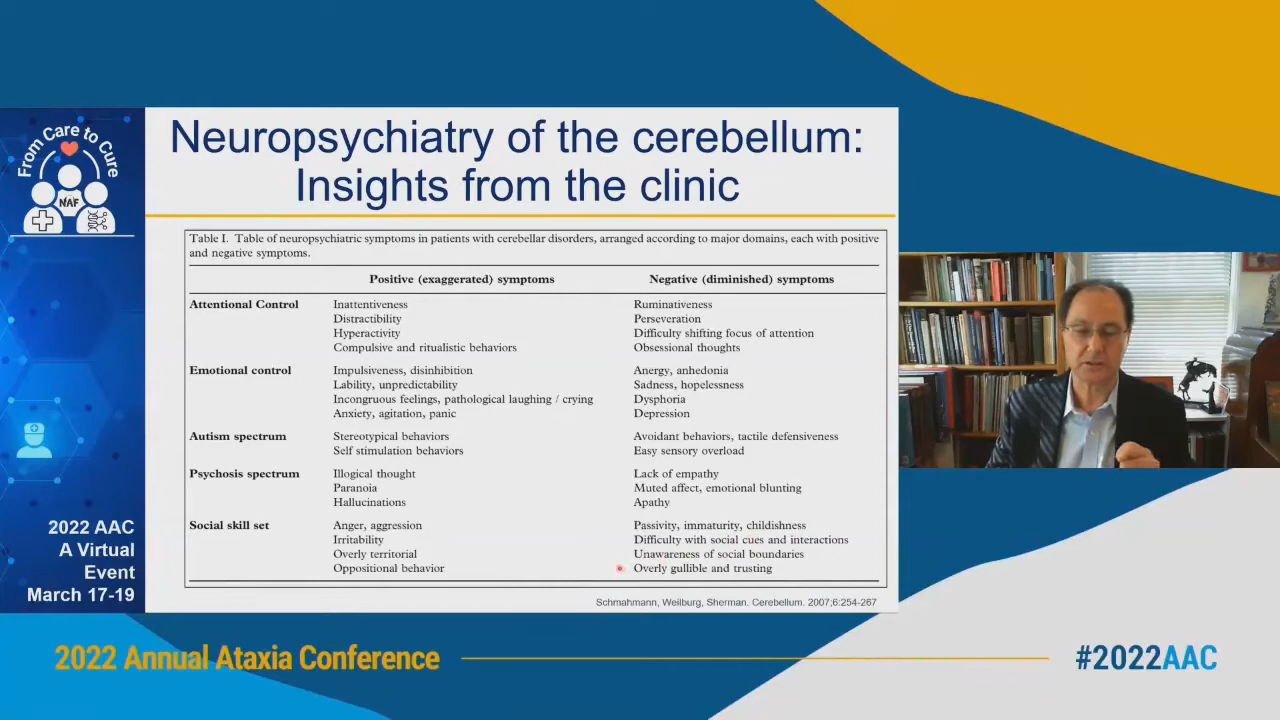 From Care to Cure
NAF
2022 AAC
A Virtual
Event
March 17-19
Neuropsychiatry of the cerebellum:
Insights from the clinic
Table I. Table of neuropsychiatric symptoms in patients with cerebellar disorders, arranged according to major domains, each with positive
and negative symptoms.
Positive (exaggerated) symptoms Negative (diminished) symptoms
Attentional Control Inattentiveness Ruminativeness
Distractibility Perseveration
Hyperactivity Difficulty shifting focus of attention
Compulsive and ritualistic behaviors Obsessional thoughts
Emotional control Impulsiveness, disinhibition Anergy, anhedonia
Lability, unpredictability Sadness, hopelessness
Incongruous feelings, pathological laughing / crying Dysphoria
Anxiety, agitation, panic Depression
Autism spectrum Stereotypical behaviors Avoidant behaviors, tactile defensiveness
Self stimulation behaviors Easy sensory overload
Psychosis spectrum Illogical thought Lack of empathy
Paranoia Muted affect, emotional blunting
Hallucinations Apathy
Social skill set Anger, aggression Passivity, immaturity, childishness
Irritability Difficulty with social cues and interactions
Overly territorial Unawareness of social boundaries
Oppositional behavior Overly gullible and trusting
Schmahmann, Weilburg, Sherman. Cerebellum. 2007;6:254-267
2022 Annual Ataxia Conference
#2022AAC